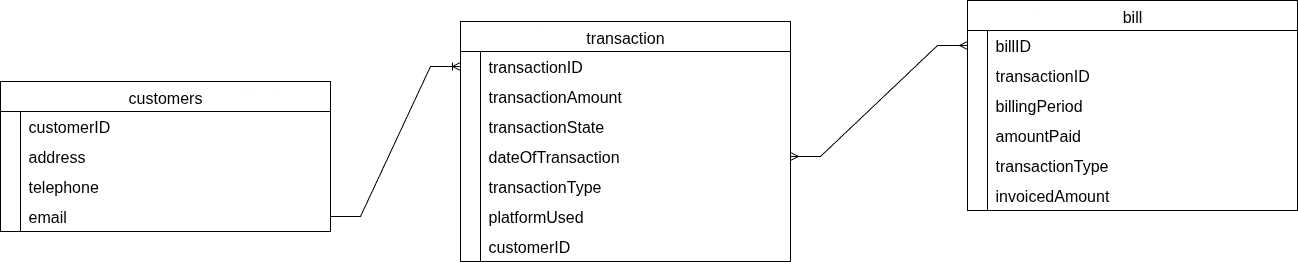 customers
customerID
address
telephone
email
transaction
transactionID
transactionAmount
transactionState
dateOfTransaction
transactionType
platformUsed
customerID
bill
billID
transactionID
billingPeriod
amountPaid
transactionType
invoicedAmount